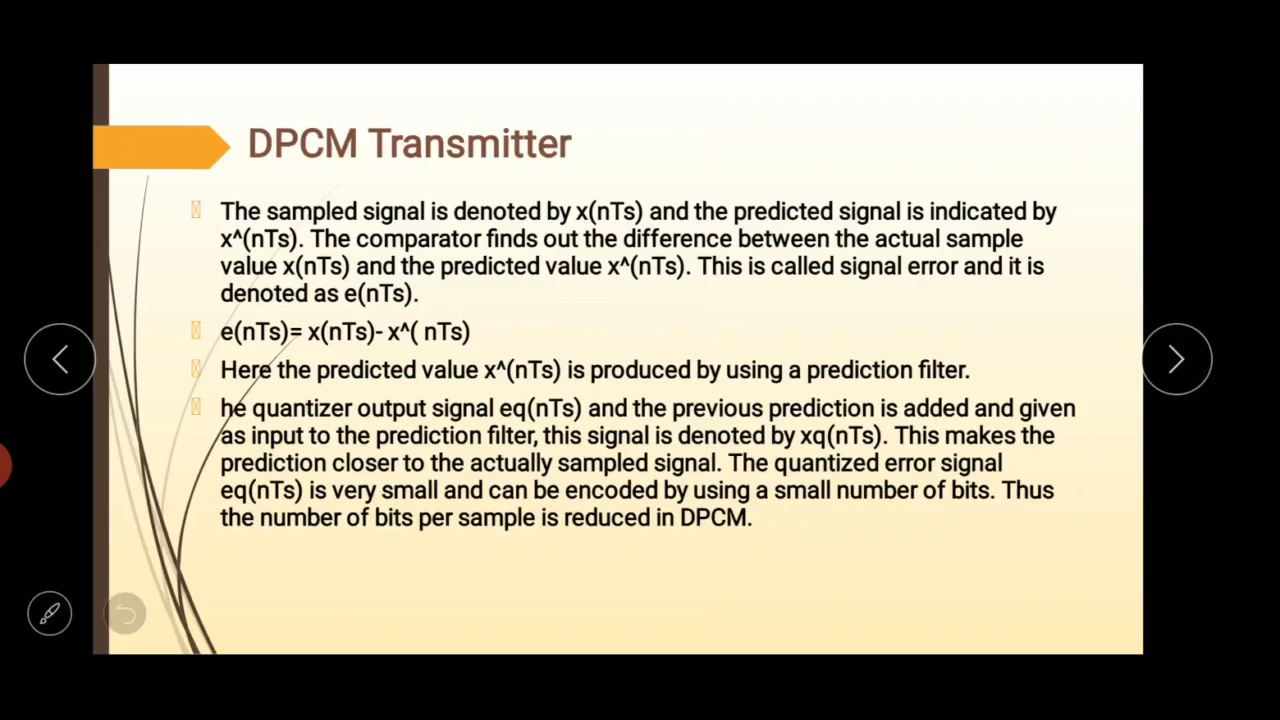 DPCM Transmitter
The sampled signal is denoted by x(nTs) and the predicted signal is indicated by
x^(nTs). The comparator finds out the difference between the actual sample
value x(nTs) and the predicted value x^(nTs). This is called signal error and it is
denoted as e(nTs).
e(nTs)= x(nTs)- x^( nTs)
Here the predicted value x^(nTs) is produced by using a prediction filter.
he quantizer output signal eq(nTs) and the previous prediction is added and given
as input to the prediction filter, this signal is denoted by xq(nTs). This makes the
prediction closer to the actually sampled signal. The quantized error signal
eq(nTs) is very small and can be encoded by using a small number of bits. Thus
the number of bits per sample is reduced in DPCM.